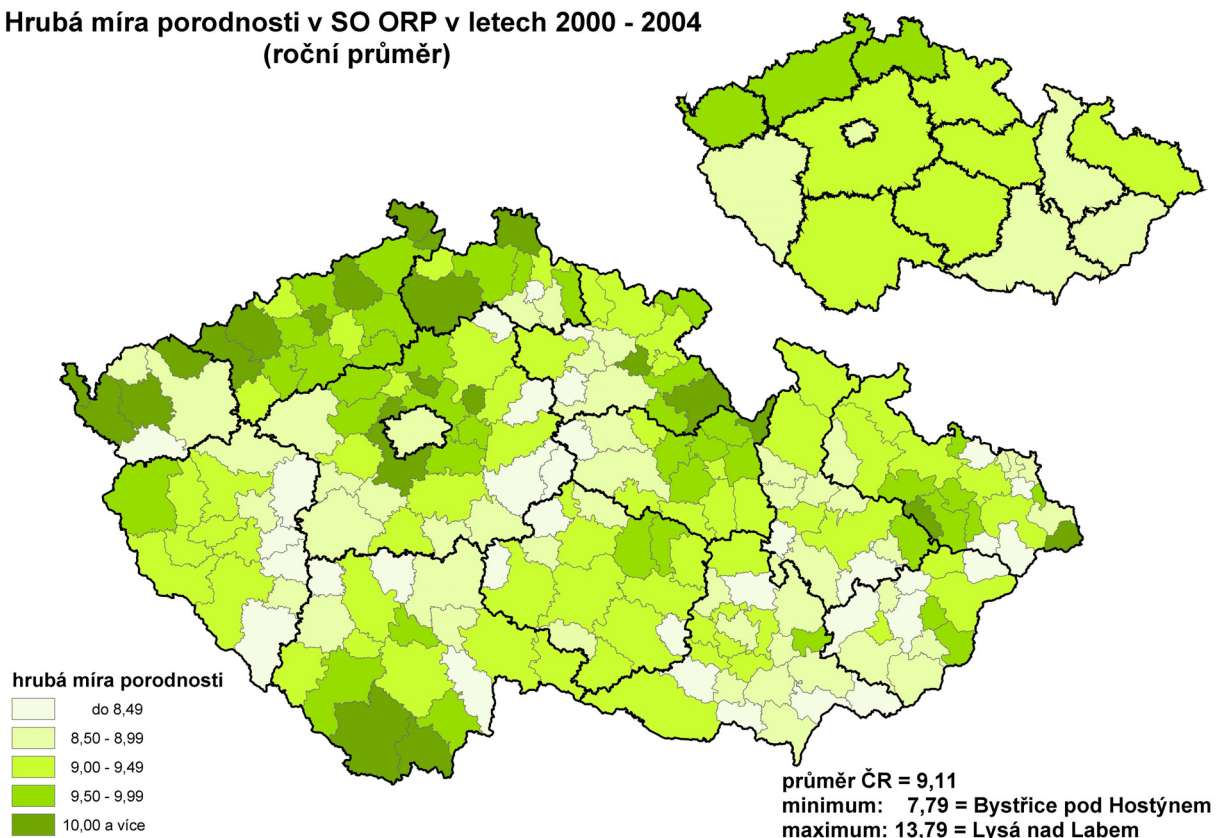 Hrubá míra porodnosti v SO ORP v letech 2000 - 2004
(roční průměr)
hrubá míra porodnosti
do 8,49
8,50 - 8,99
9,00 - 9,49
9,50 - 9,99
10,00 a více
průměr ČR = 9,11
minimum: 7,79 = Bystřice pod Hostýnem
maximum: 13,79 = Lysá nad Labem